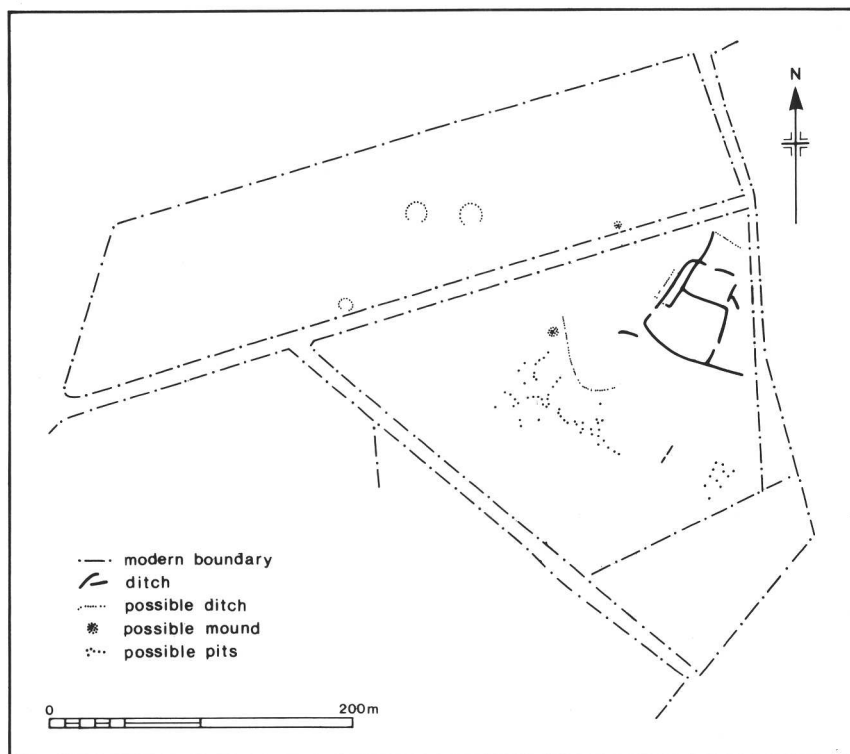 N
modern boundary
ditch
possible ditch
possible mound
possible pits
0 200m